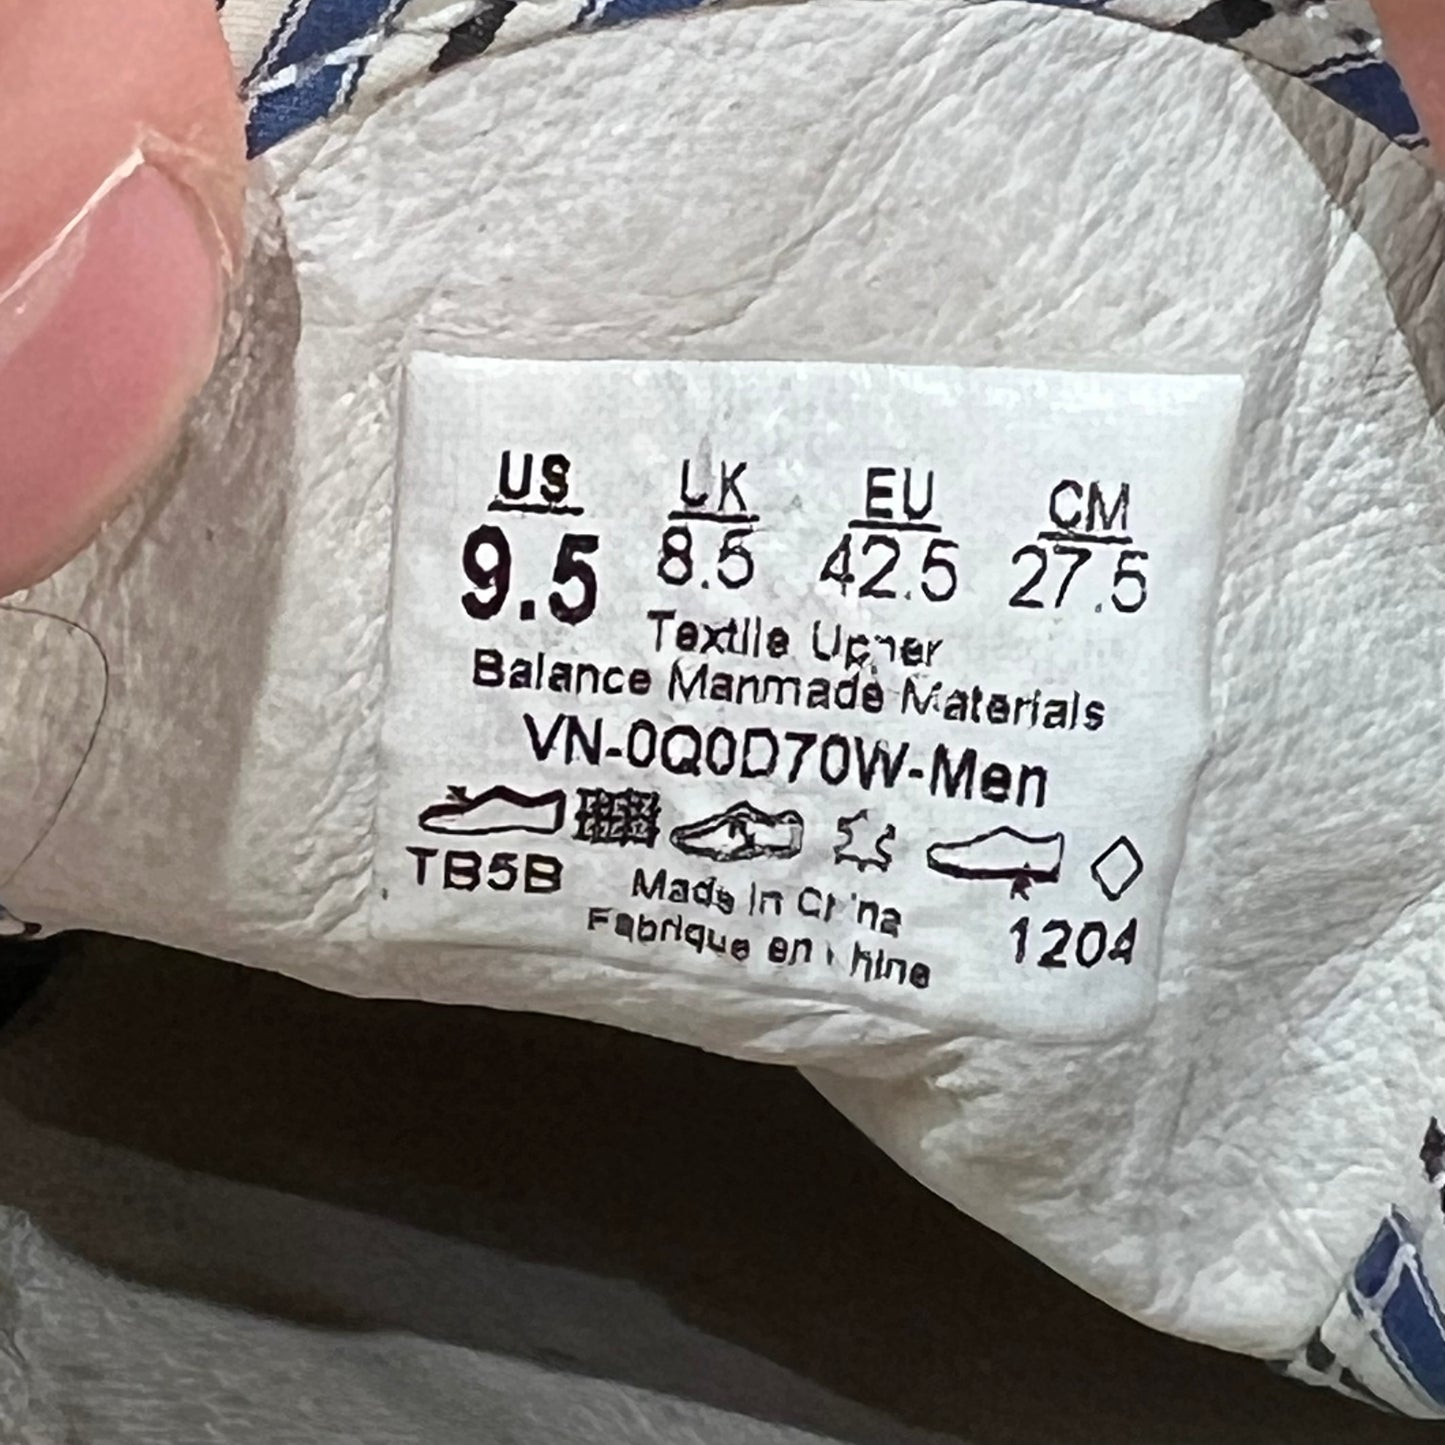 US UK EU CM
9.5 8.5 42.5 27.5
Textile Upper
Balance Manmade Materials
VN-0Q0D70W-Men
TB5B Made in China 1204
Fabrique en Chine